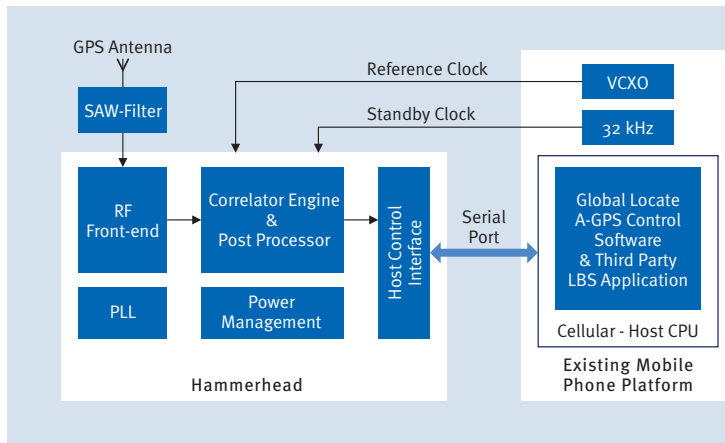 GPS Antenna
SAW-Filter
Reference Clock
VCXO
Standby Clock
32 kHz
RF
Front-end
Correlator Engine
&
Post Processor
Host Control
Interface
PLL
Power
Management
Hammerhead
Serial
Port
Global Locate
A-GPS Control
Software
& Third Party
LBS Application
Cellular - Host CPU
Existing Mobile
Phone Platform